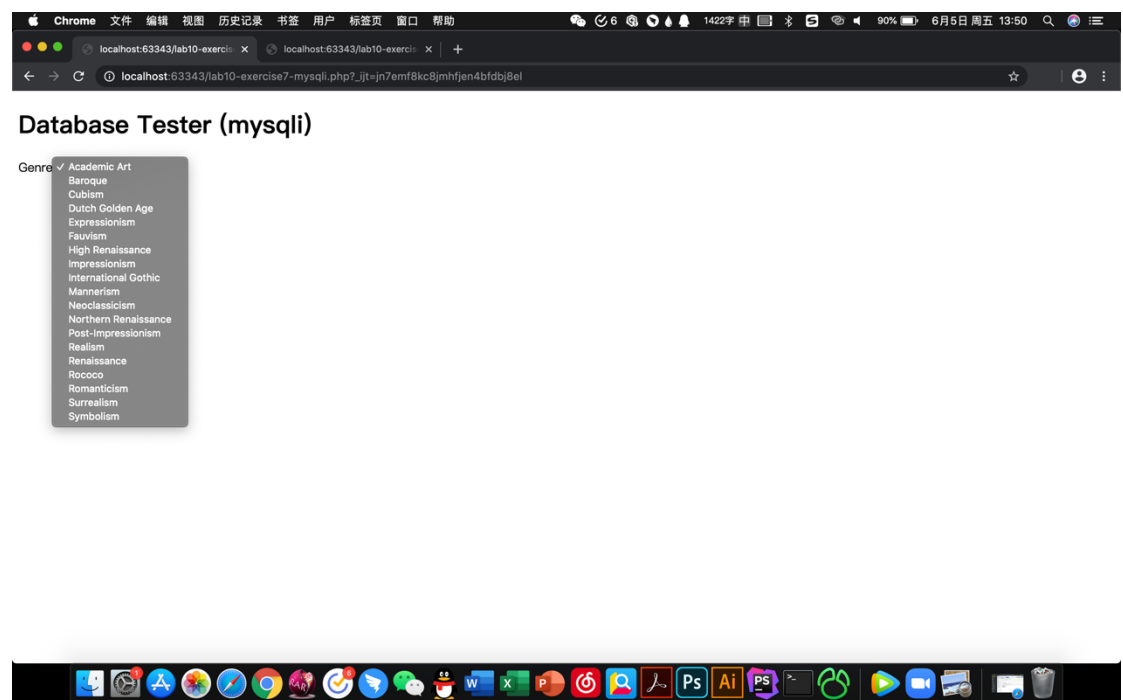 Chrome 文件 编辑 视图 历史记录 书签 用户 标签页 窗口 帮助 6 1422字 中 90% 6月5日 周五 13:50
localhost:63343/lab10-exercis × localhost:63343/lab10-exercis × +
localhost:63343/lab10-exercise7-mysqli.php?_ijt=jn7emf8kc8jmhfjen4bfdbj8el
Database Tester (mysqli)
Genre ✓ Academic Art
Baroque
Cubism
Dutch Golden Age
Expressionism
Fauvism
High Renaissance
Impressionism
International Gothic
Mannerism
Neoclassicism
Northern Renaissance
Post-Impressionism
Realism
Renaissance
Rococo
Romanticism
Surrealism
Symbolism
W X P Ps Ai PS